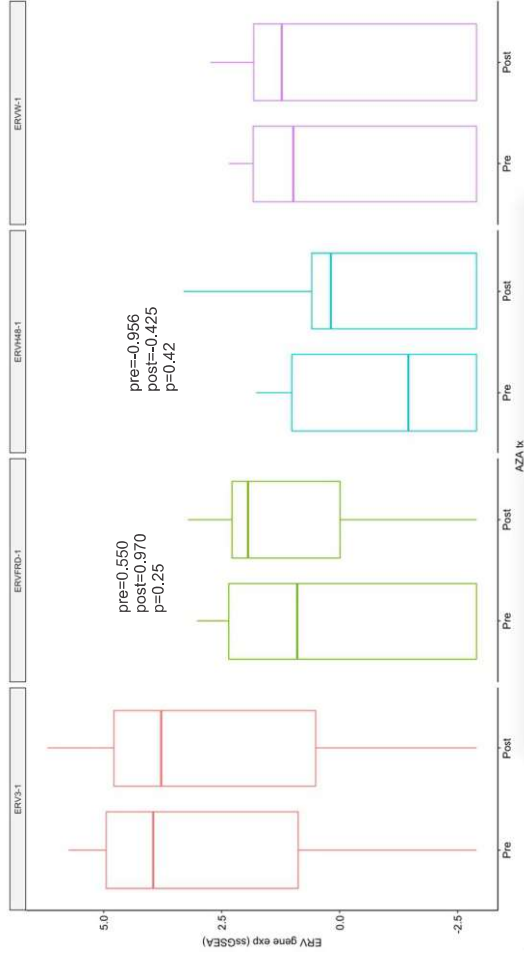 ERV3-1
ERVFRD-1
ERVH48-1
ERVW-1
pre=0.550
post=0.970
p=0.25
pre=-0.956
post=-0.425
p=0.42
ERV gene exp (ssGSEA)
5.0
2.5
0.0
-2.5
Pre
Post
Pre
Post
Pre
Post
Pre
Post
AZA tx